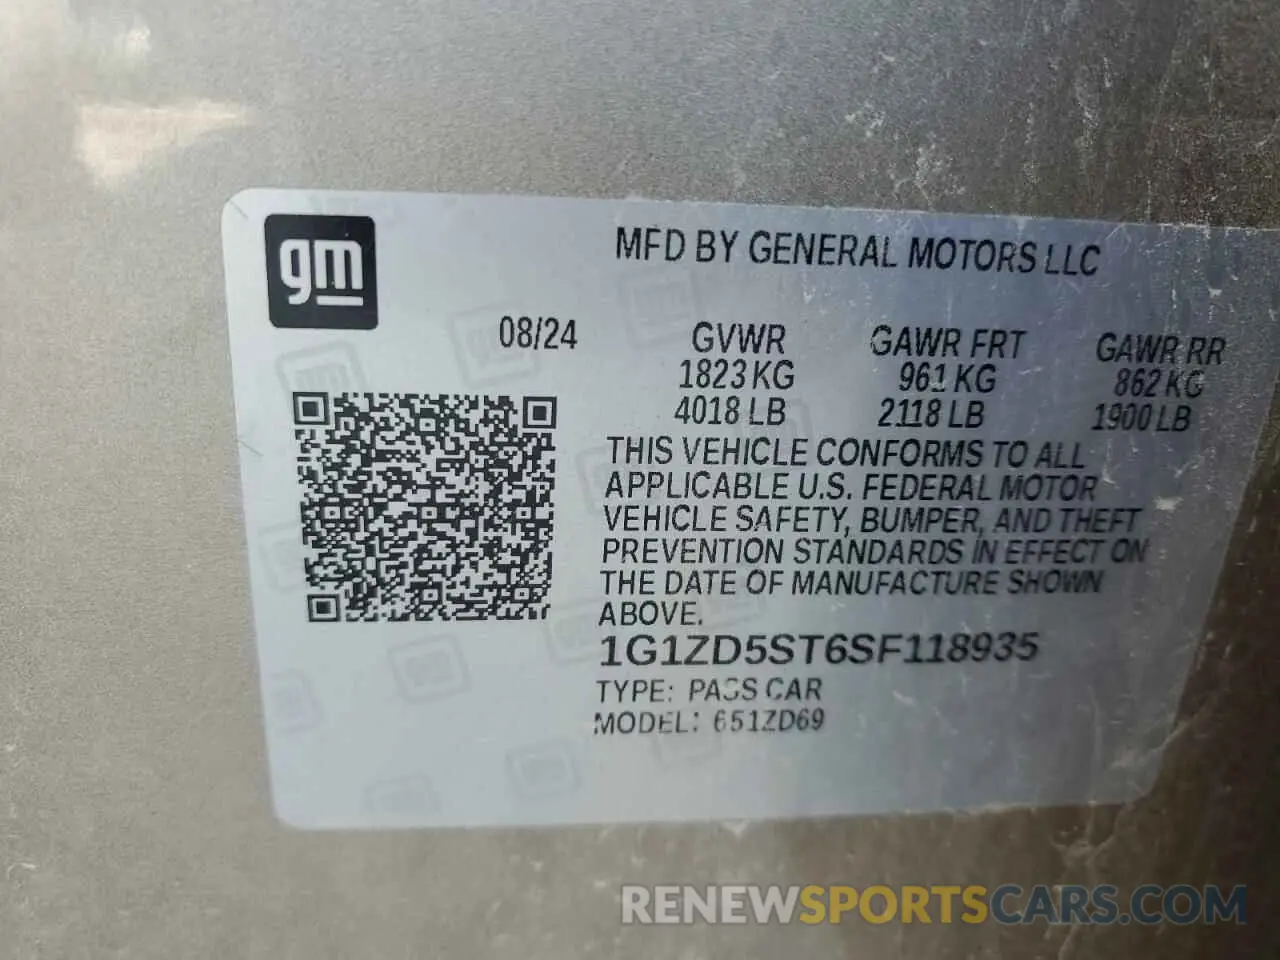 gm
MFD BY GENERAL MOTORS LLC
08/24 GVWR GAWR FRT GAWR RR
1823 KG 961 KG 862 KG
4018 LB 2118 LB 1900 LB
THIS VEHICLE CONFORMS TO ALL
APPLICABLE U.S. FEDERAL MOTOR
VEHICLE SAFETY, BUMPER, AND THEFT
PREVENTION STANDARDS IN EFFECT ON
THE DATE OF MANUFACTURE SHOWN
ABOVE.
1G1ZD5ST6SF118935
TYPE: PASS CAR
MODEL: 651ZD69
RENEWSPORTSCARS.COM